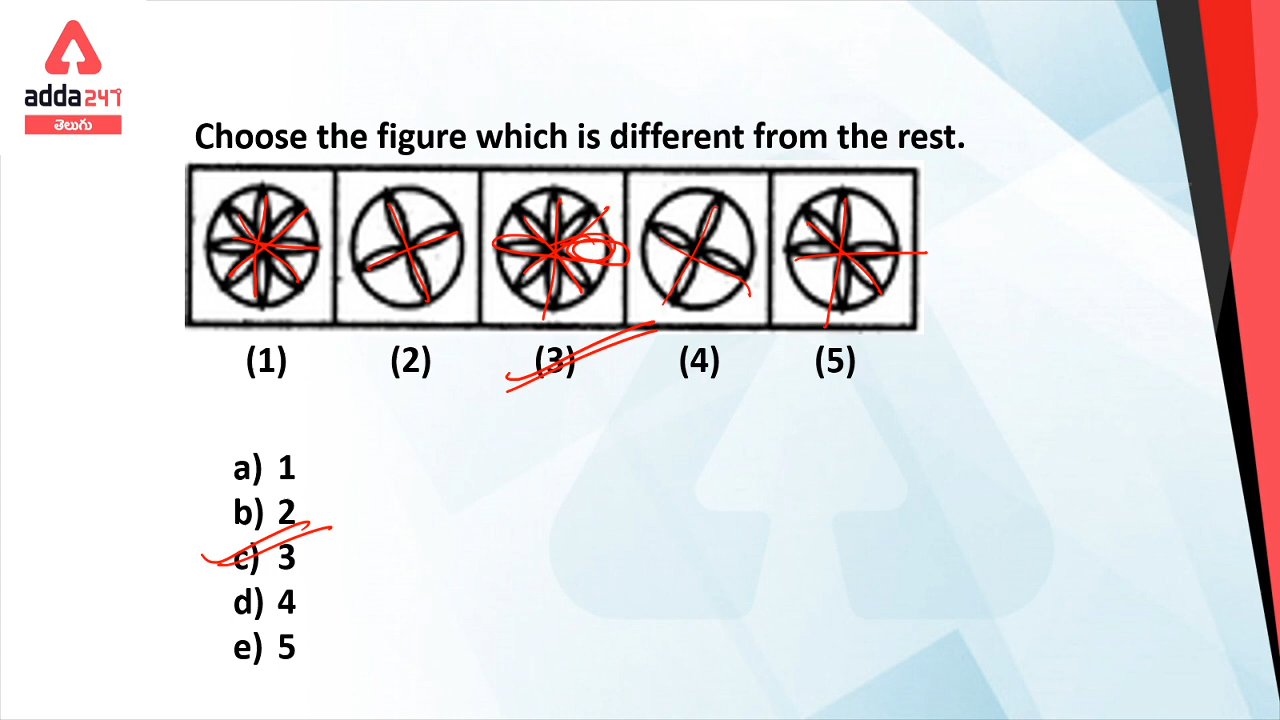 adda247
తెలుగు
Choose the figure which is different from the rest.
(1) (2) (3) (4) (5)
a) 1
b) 2
c) 3
d) 4
e) 5